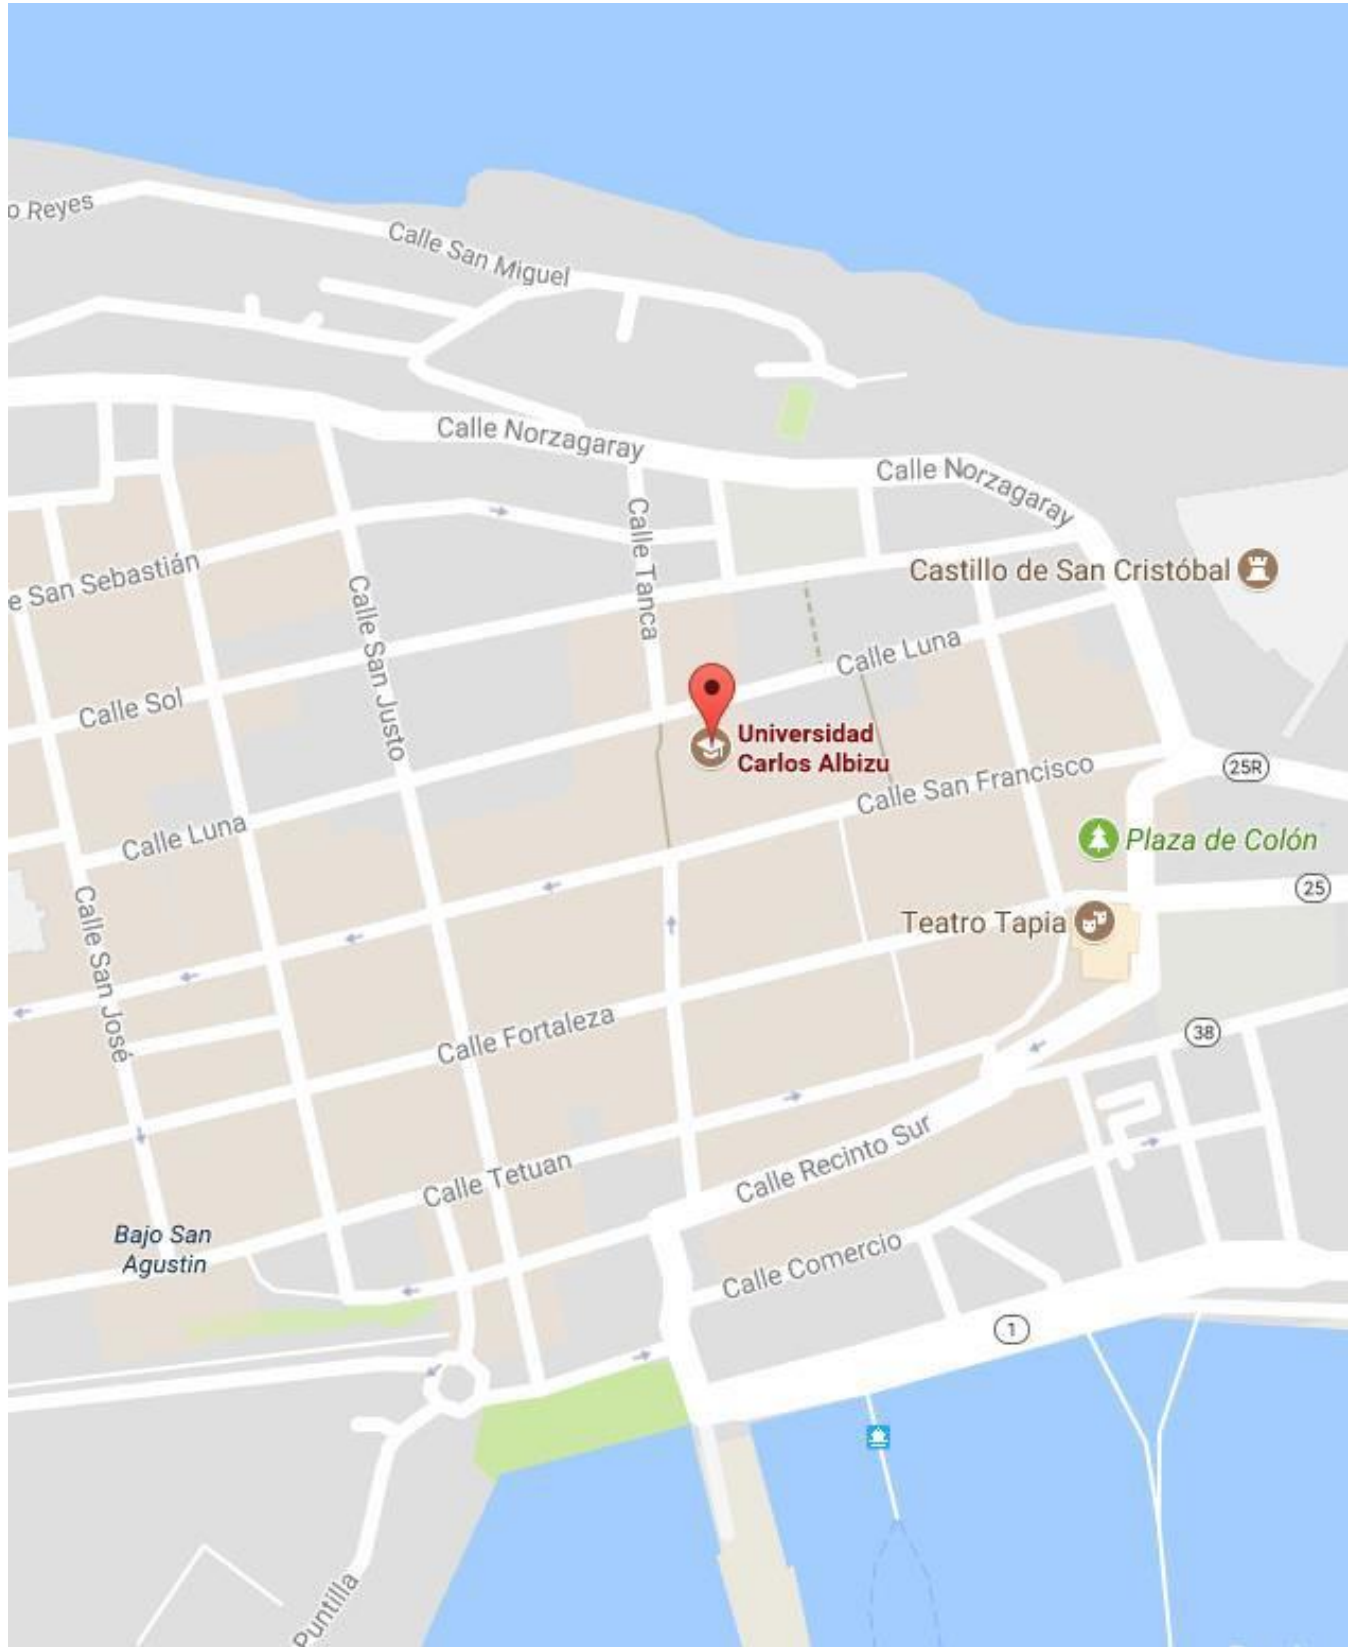 o Reyes
Calle San Miguel
Calle Norzagaray
Calle Norzagaray
Calle Tanca
Castillo de San Cristóbal
e San Sebastián
Calle San Justo
Calle Luna
Calle Sol
Universidad
Carlos Albizu
25R
Calle San Francisco
Calle Luna
Plaza de Colón
25
Calle San José
Teatro Tapia
Calle Fortaleza
38
Calle Tetuan
Calle Recinto Sur
Bajo San
Agustin
Calle Comercio
1
Puntilla